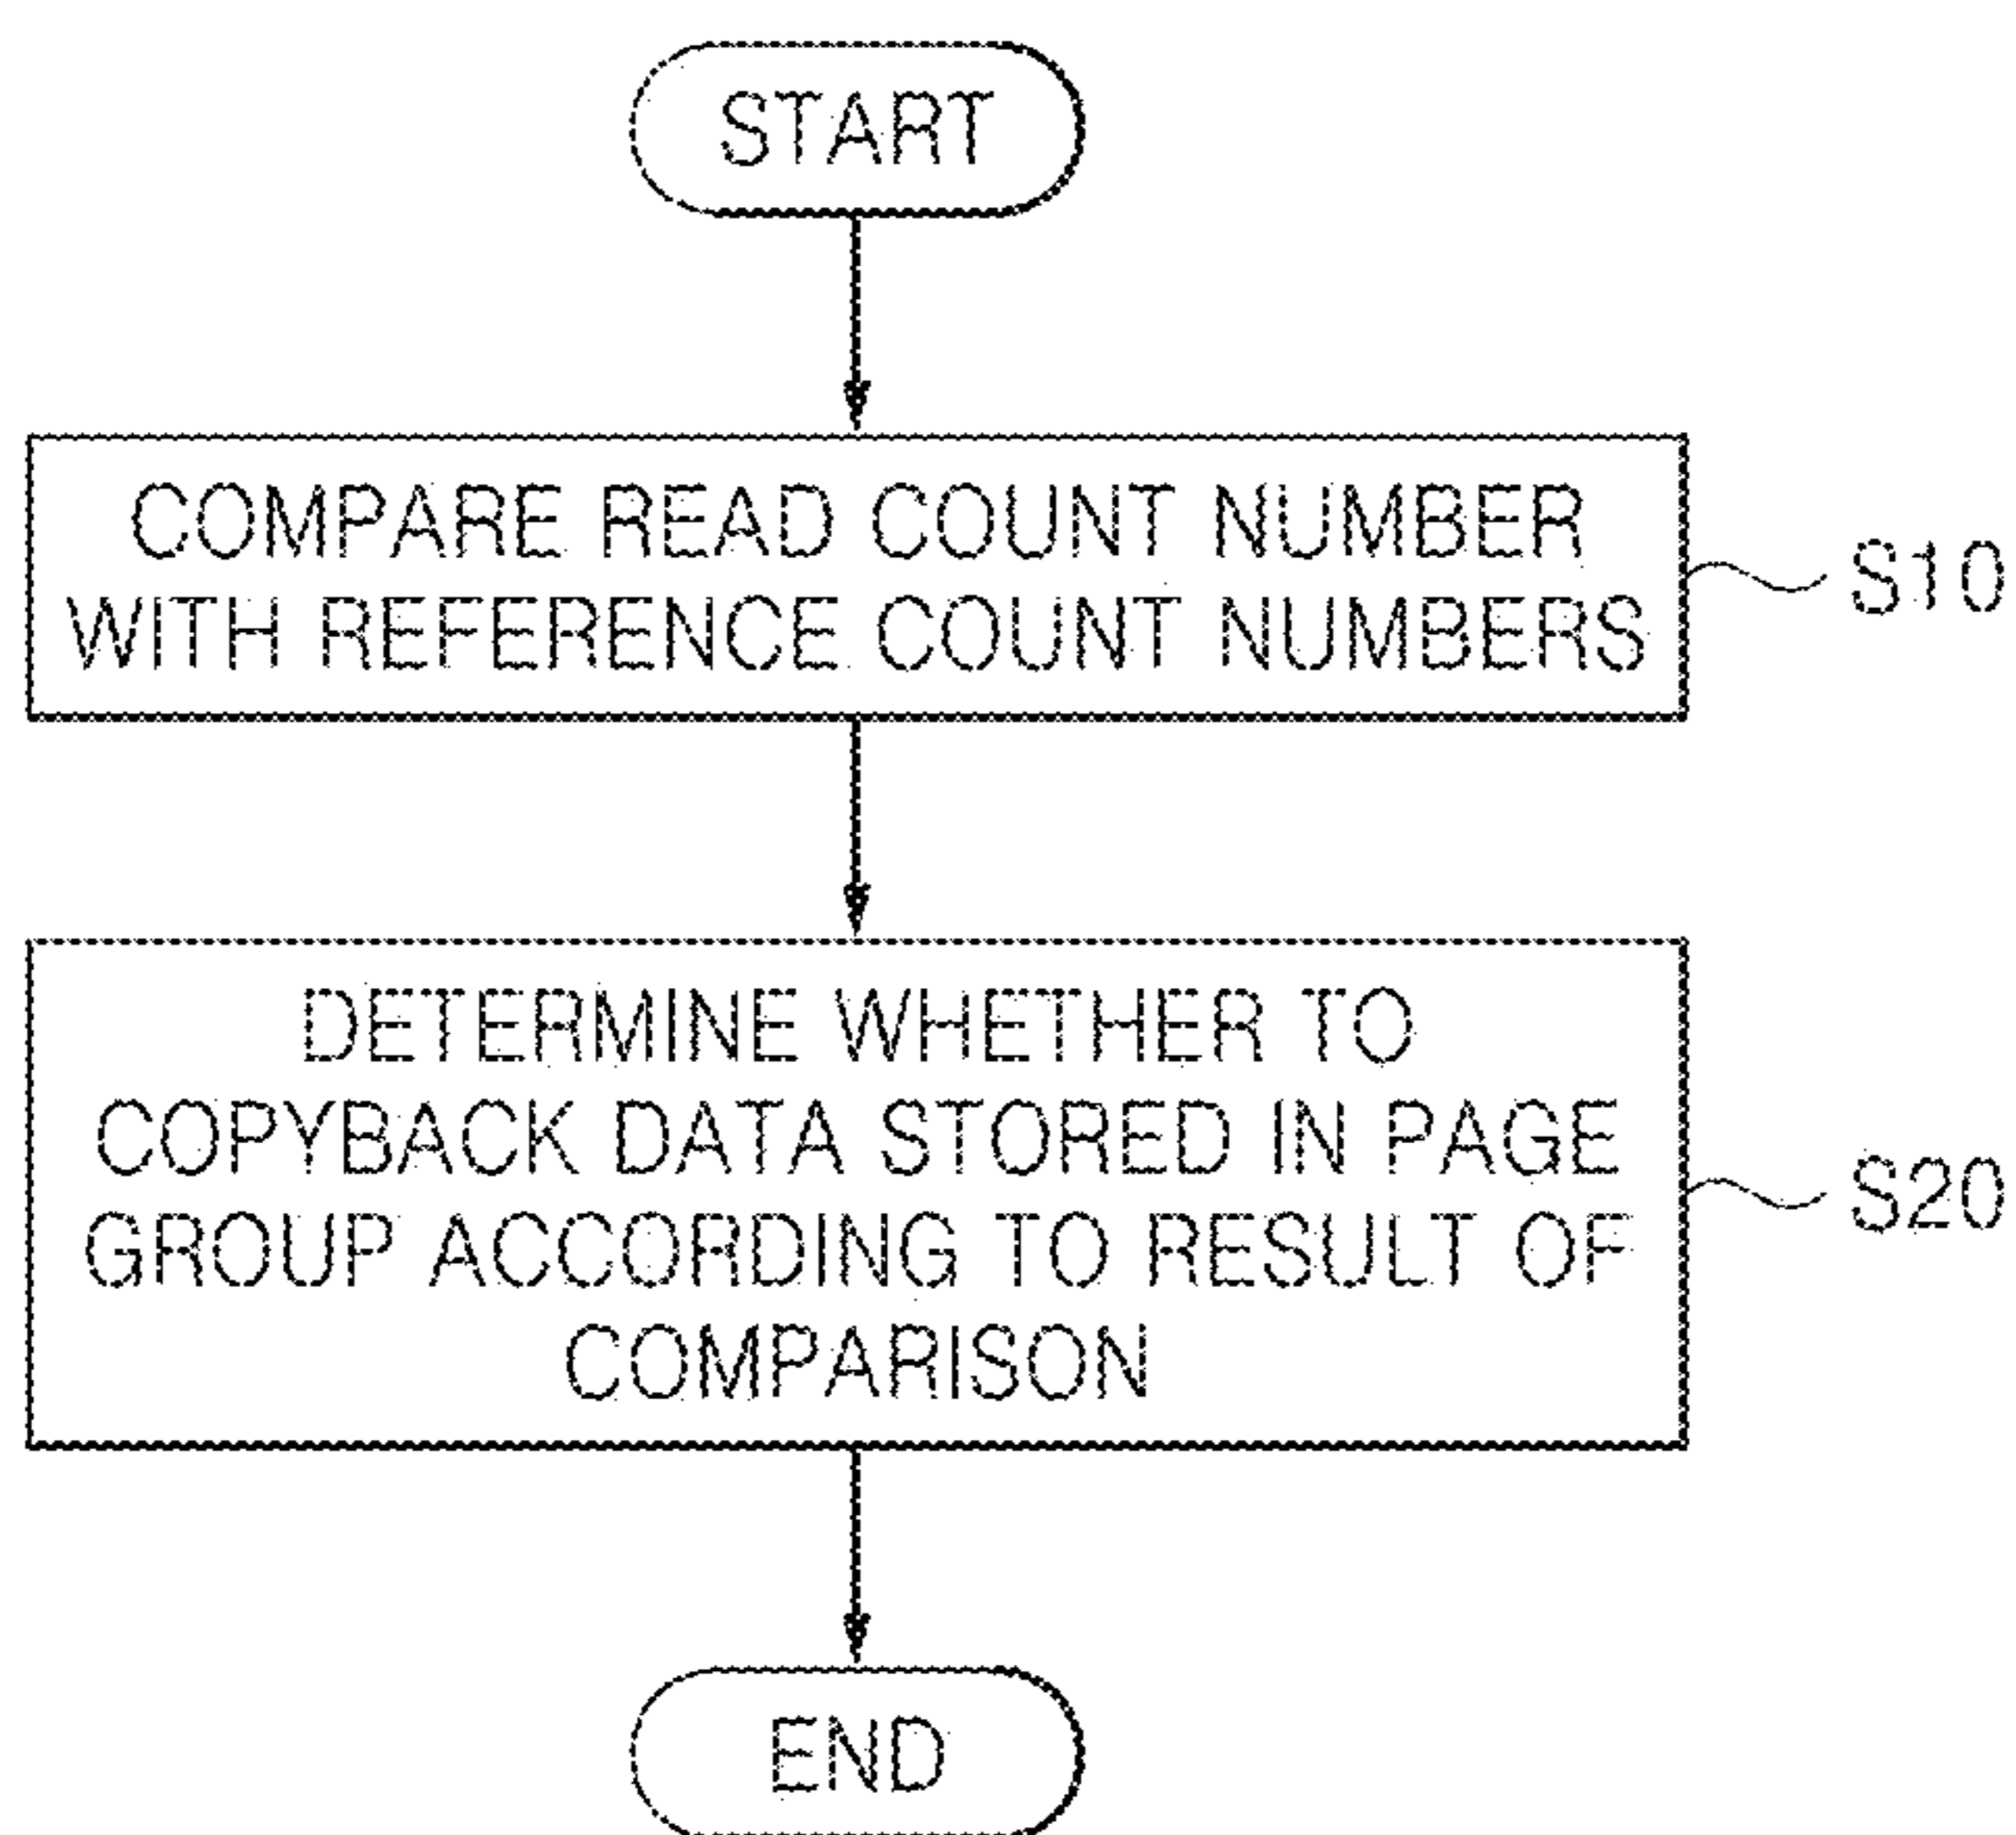 START
COMPARE READ COUNT NUMBER
WITH REFERENCE COUNT NUMBERS
S10
DETERMINE WHETHER TO
COPYBACK DATA STORED IN PAGE
GROUP ACCORDING TO RESULT OF
COMPARISON
S20
END